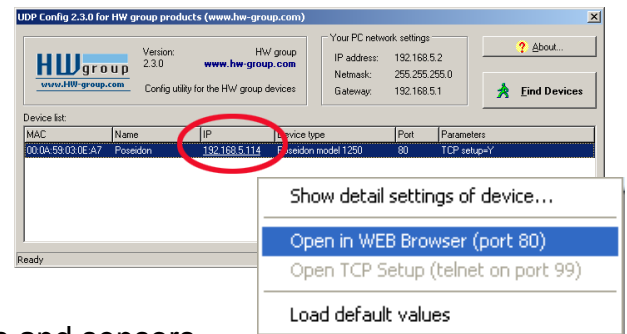 UDP Config 2.3.0 for HW group products (www.hw-group.com)
HW group
www.HW-group.com
Version: HW group
2.3.0 www.hw-group.com
Config utility for the HW group devices
Your PC network settings
IP address: 192.168.5.2
Netmask: 255.255.255.0
Gateway: 192.168.5.1
? About...
Find Devices
Device list:
MAC Name IP Device type Port Parameters
00:0A:59:03:0E:A7 Poseidon 192.168.5.114 Poseidon model 1250 80 TCP setup=Y
Show detail settings of device...
Open in WEB Browser (port 80)
Open TCP Setup (telnet on port 99)
Load default values
Ready
and sensors